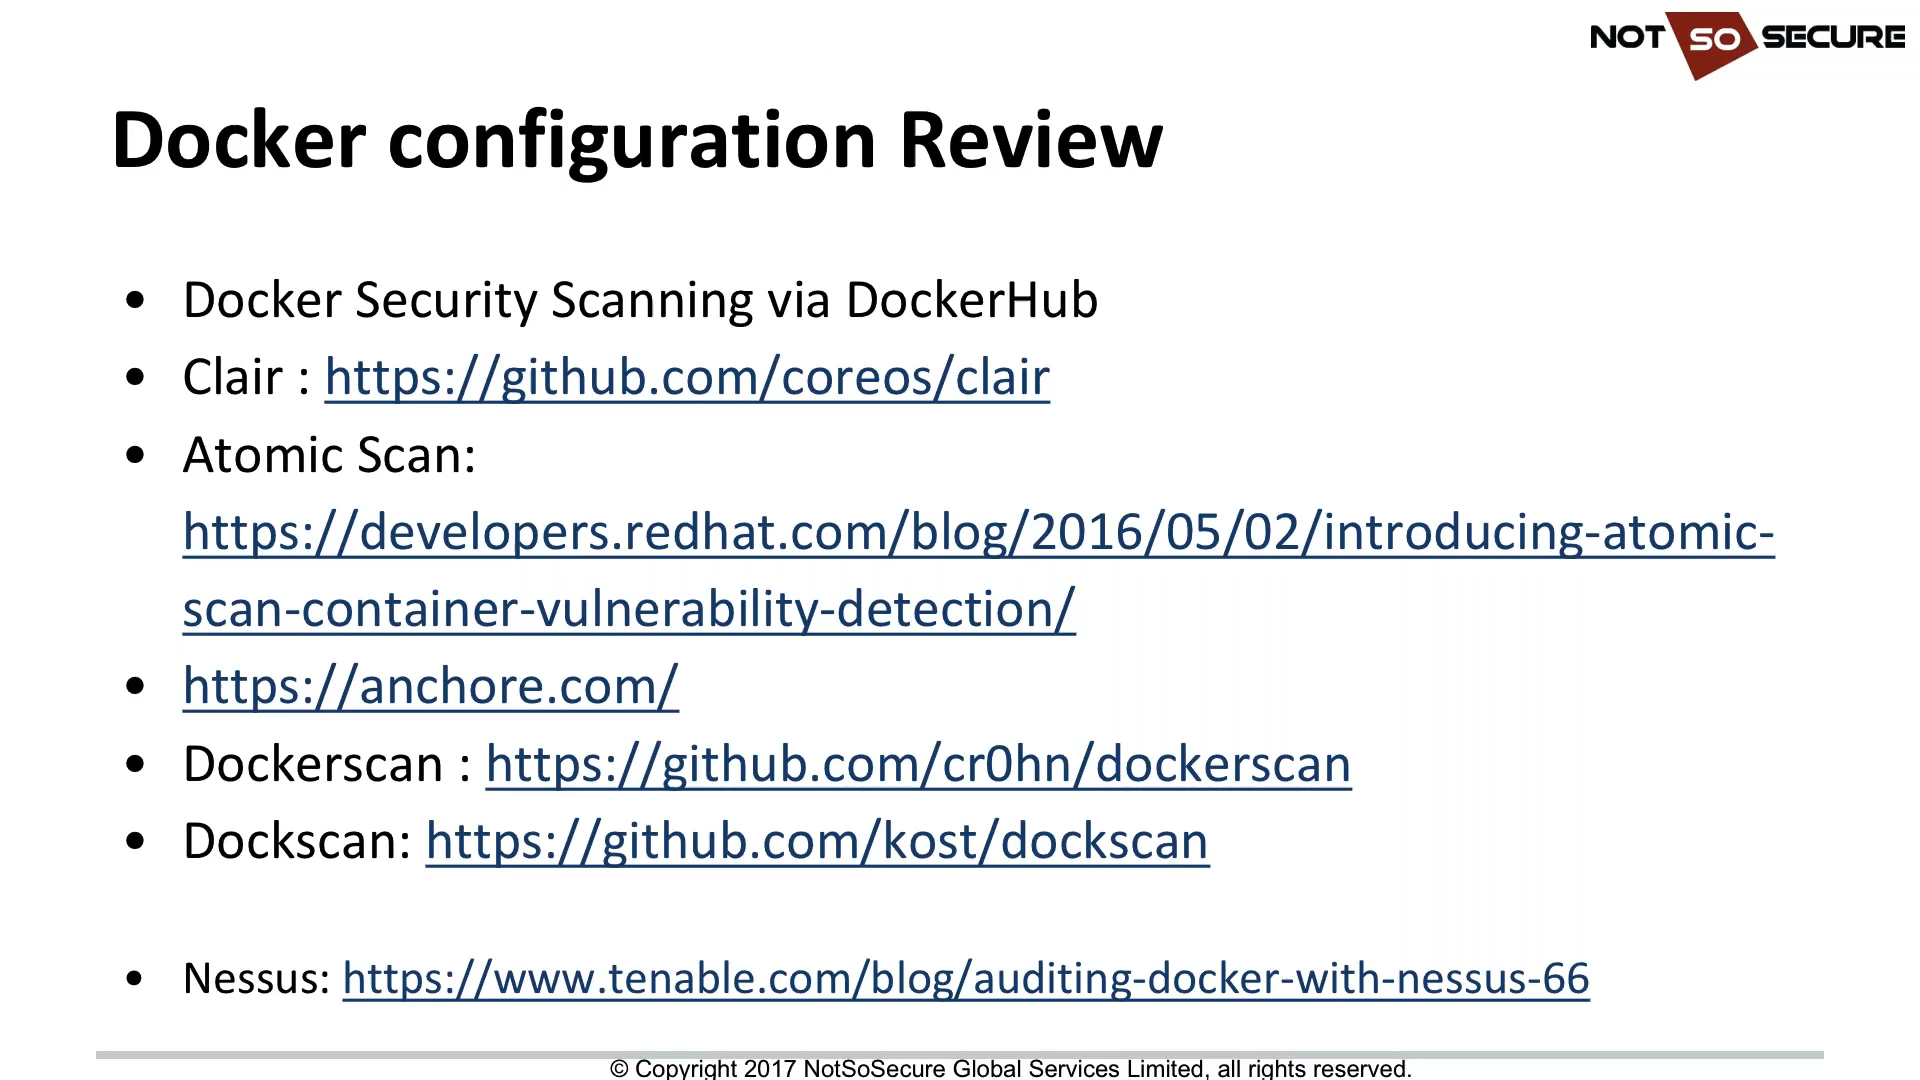 NOT SO SECURE
Docker configuration Review
• Docker Security Scanning via DockerHub
• Clair : https://github.com/coreos/clair
• Atomic Scan:
https://developers.redhat.com/blog/2016/05/02/introducing-atomic-
scan-container-vulnerability-detection/
• https://anchore.com/
• Dockerscan : https://github.com/cr0hn/dockerscan
• Dockscan: https://github.com/kost/dockscan
• Nessus: https://www.tenable.com/blog/auditing-docker-with-nessus-66
© Copyright 2017 NotSoSecure Global Services Limited, all rights reserved.